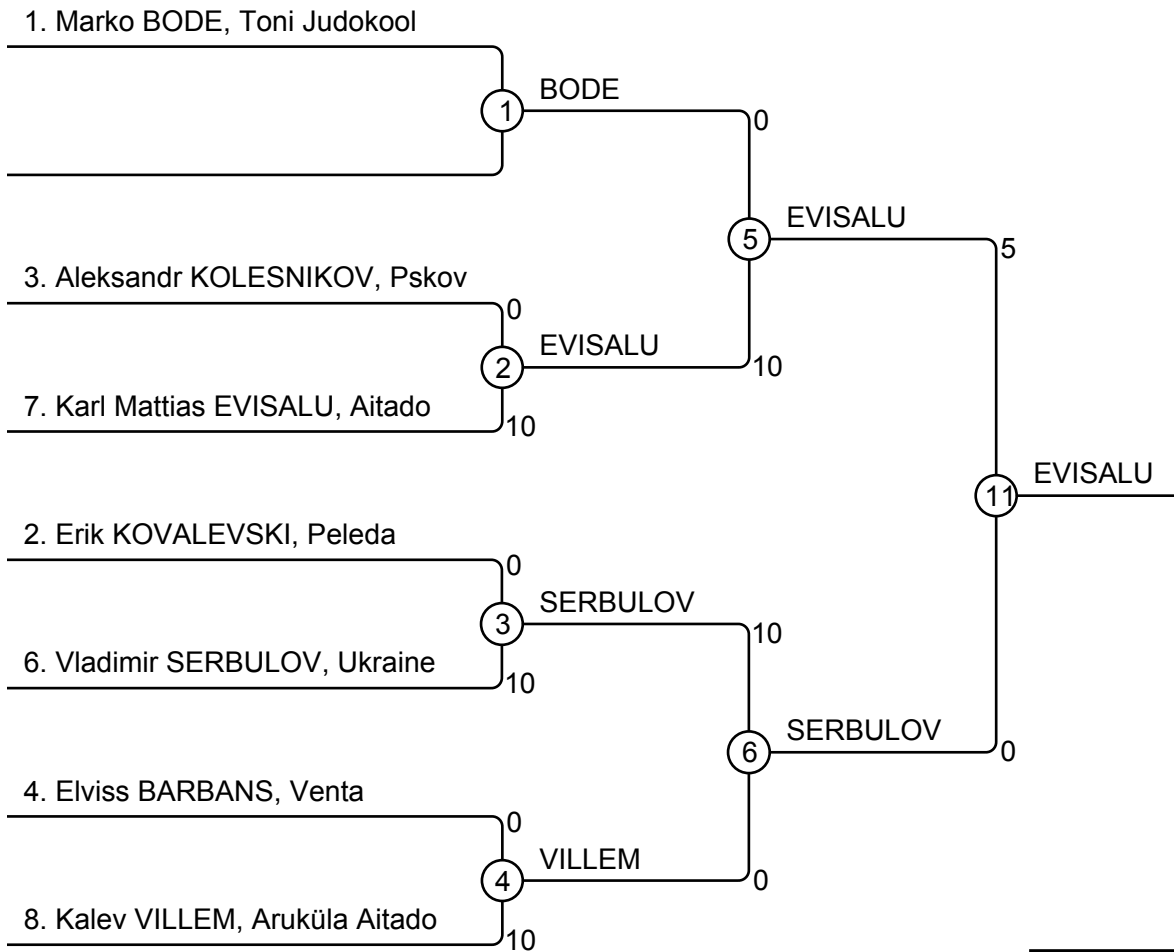 1. Marko BODE, Toni Judokool
BODE
1
0
EVISALU
5
5
3. Aleksandr KOLESNIKOV, Pskov
0
EVISALU
2
10
7. Karl Mattias EVISALU, Aitado
10
EVISALU
11
2. Erik KOVALEVSKI, Peleda
0
SERBULOV
3
10
6. Vladimir SERBULOV, Ukraine
10
SERBULOV
6
0
4. Elviss BARBANS, Venta
0
VILLEM
4
0
8. Kalev VILLEM, Aruküla Aitado
10